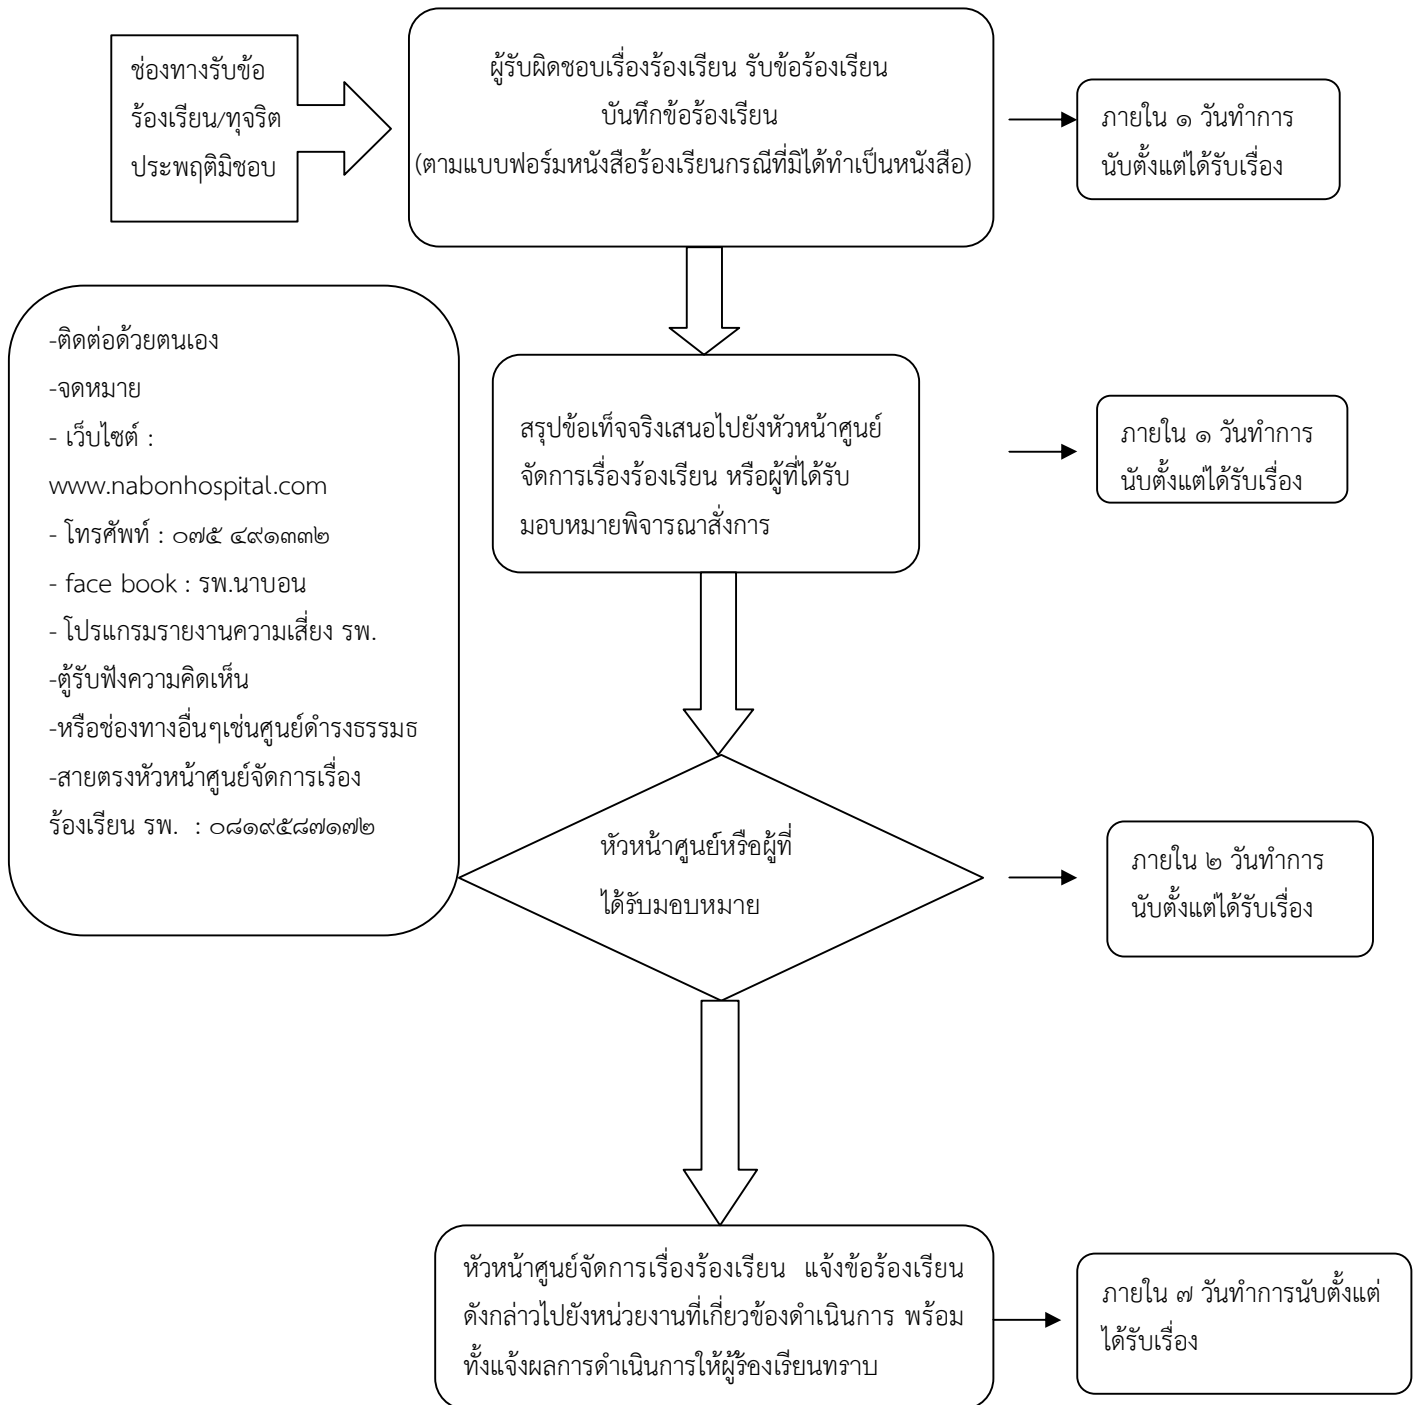 ช่องทางรับข้อ
ร้องเรียน/ทุจริต
ประพฤติมิชอบ
ผู้รับผิดชอบเรื่องร้องเรียน รับข้อร้องเรียน
บันทึกข้อร้องเรียน
(ตามแบบฟอร์มหนังสือร้องเรียนกรณีที่มิได้ทำเป็นหนังสือ)
ภายใน ๑ วันทำการ
นับตั้งแต่ได้รับเรื่อง
-ติดต่อด้วยตนเอง
-จดหมาย
- เว็บไซต์ :
www.nabonhospital.com
- โทรศัพท์ : ๐๗๕ ๔๙๑๓๓๒
- face book : รพ.นาบอน
- โปรแกรมรายงานความเสี่ยง รพ.
-ตู้รับฟังความคิดเห็น
-หรือช่องทางอื่นๆเช่นศูนย์ดำรงธรรมธ
-สายตรงหัวหน้าศูนย์จัดการเรื่อง
ร้องเรียน รพ. : ๐๘๑๙๕๘๗๑๗๒
สรุปข้อเท็จจริงเสนอไปยังหัวหน้าศูนย์
จัดการเรื่องร้องเรียน หรือผู้ที่ได้รับ
มอบหมายพิจารณาสั่งการ
ภายใน ๑ วันทำการ
นับตั้งแต่ได้รับเรื่อง
หัวหน้าศูนย์หรือผู้ที่
ได้รับมอบหมาย
ภายใน ๒ วันทำการ
นับตั้งแต่ได้รับเรื่อง
หัวหน้าศูนย์จัดการเรื่องร้องเรียน แจ้งข้อร้องเรียน
ดังกล่าวไปยังหน่วยงานที่เกี่ยวข้องดำเนินการ พร้อม
ทั้งแจ้งผลการดำเนินการให้ผู้ร้องเรียนทราบ
ภายใน ๗ วันทำการนับตั้งแต่
ได้รับเรื่อง